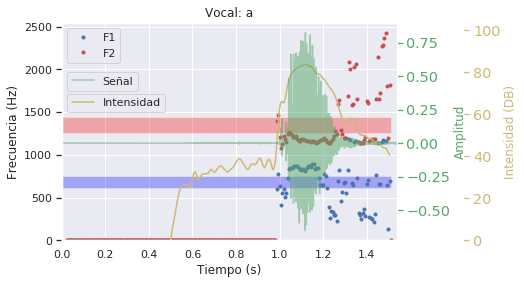 Vocal: a
F1
F2
Señal
Intensidad
Frecuencia (Hz)
2500
2000
1500
1000
500
0
0.0 0.2 0.4 0.6 0.8 1.0 1.2 1.4
Tiempo (s)
0.75
0.50
0.25
0.00
−0.25
−0.50
Amplitud
100
80
60
40
20
0
Intensidad (DB)